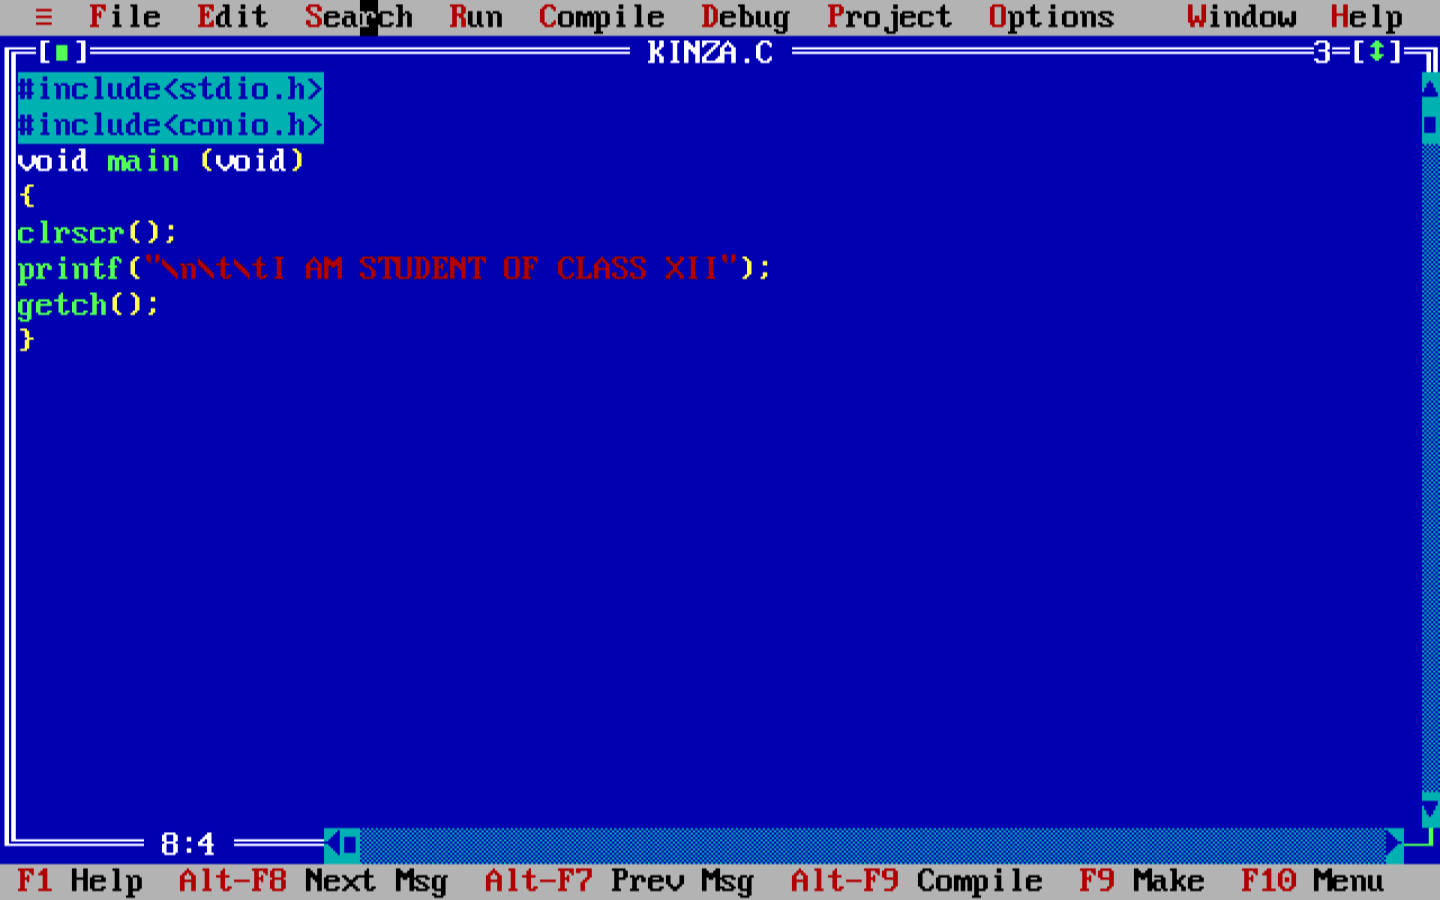 ≡ File Edit Search Run Compile Debug Project Options Window Help
[■] KINZA.C 3=[↕]
#include<stdio.h>
#include<conio.h>
void main (void)
{
clrscr();
printf("\n\t\tI AM STUDENT OF CLASS XII");
getch();
}
8:4
F1 Help Alt-F8 Next Msg Alt-F7 Prev Msg Alt-F9 Compile F9 Make F10 Menu